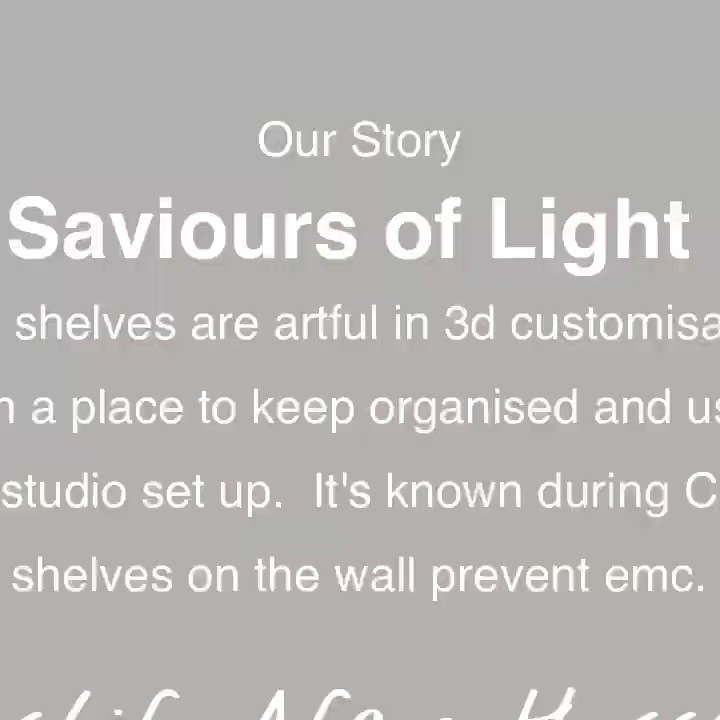 Our Story
Saviours of Light
shelves are artful in 3d customisa
n a place to keep organised and us
studio set up.  It's known during C
shelves on the wall prevent emc.